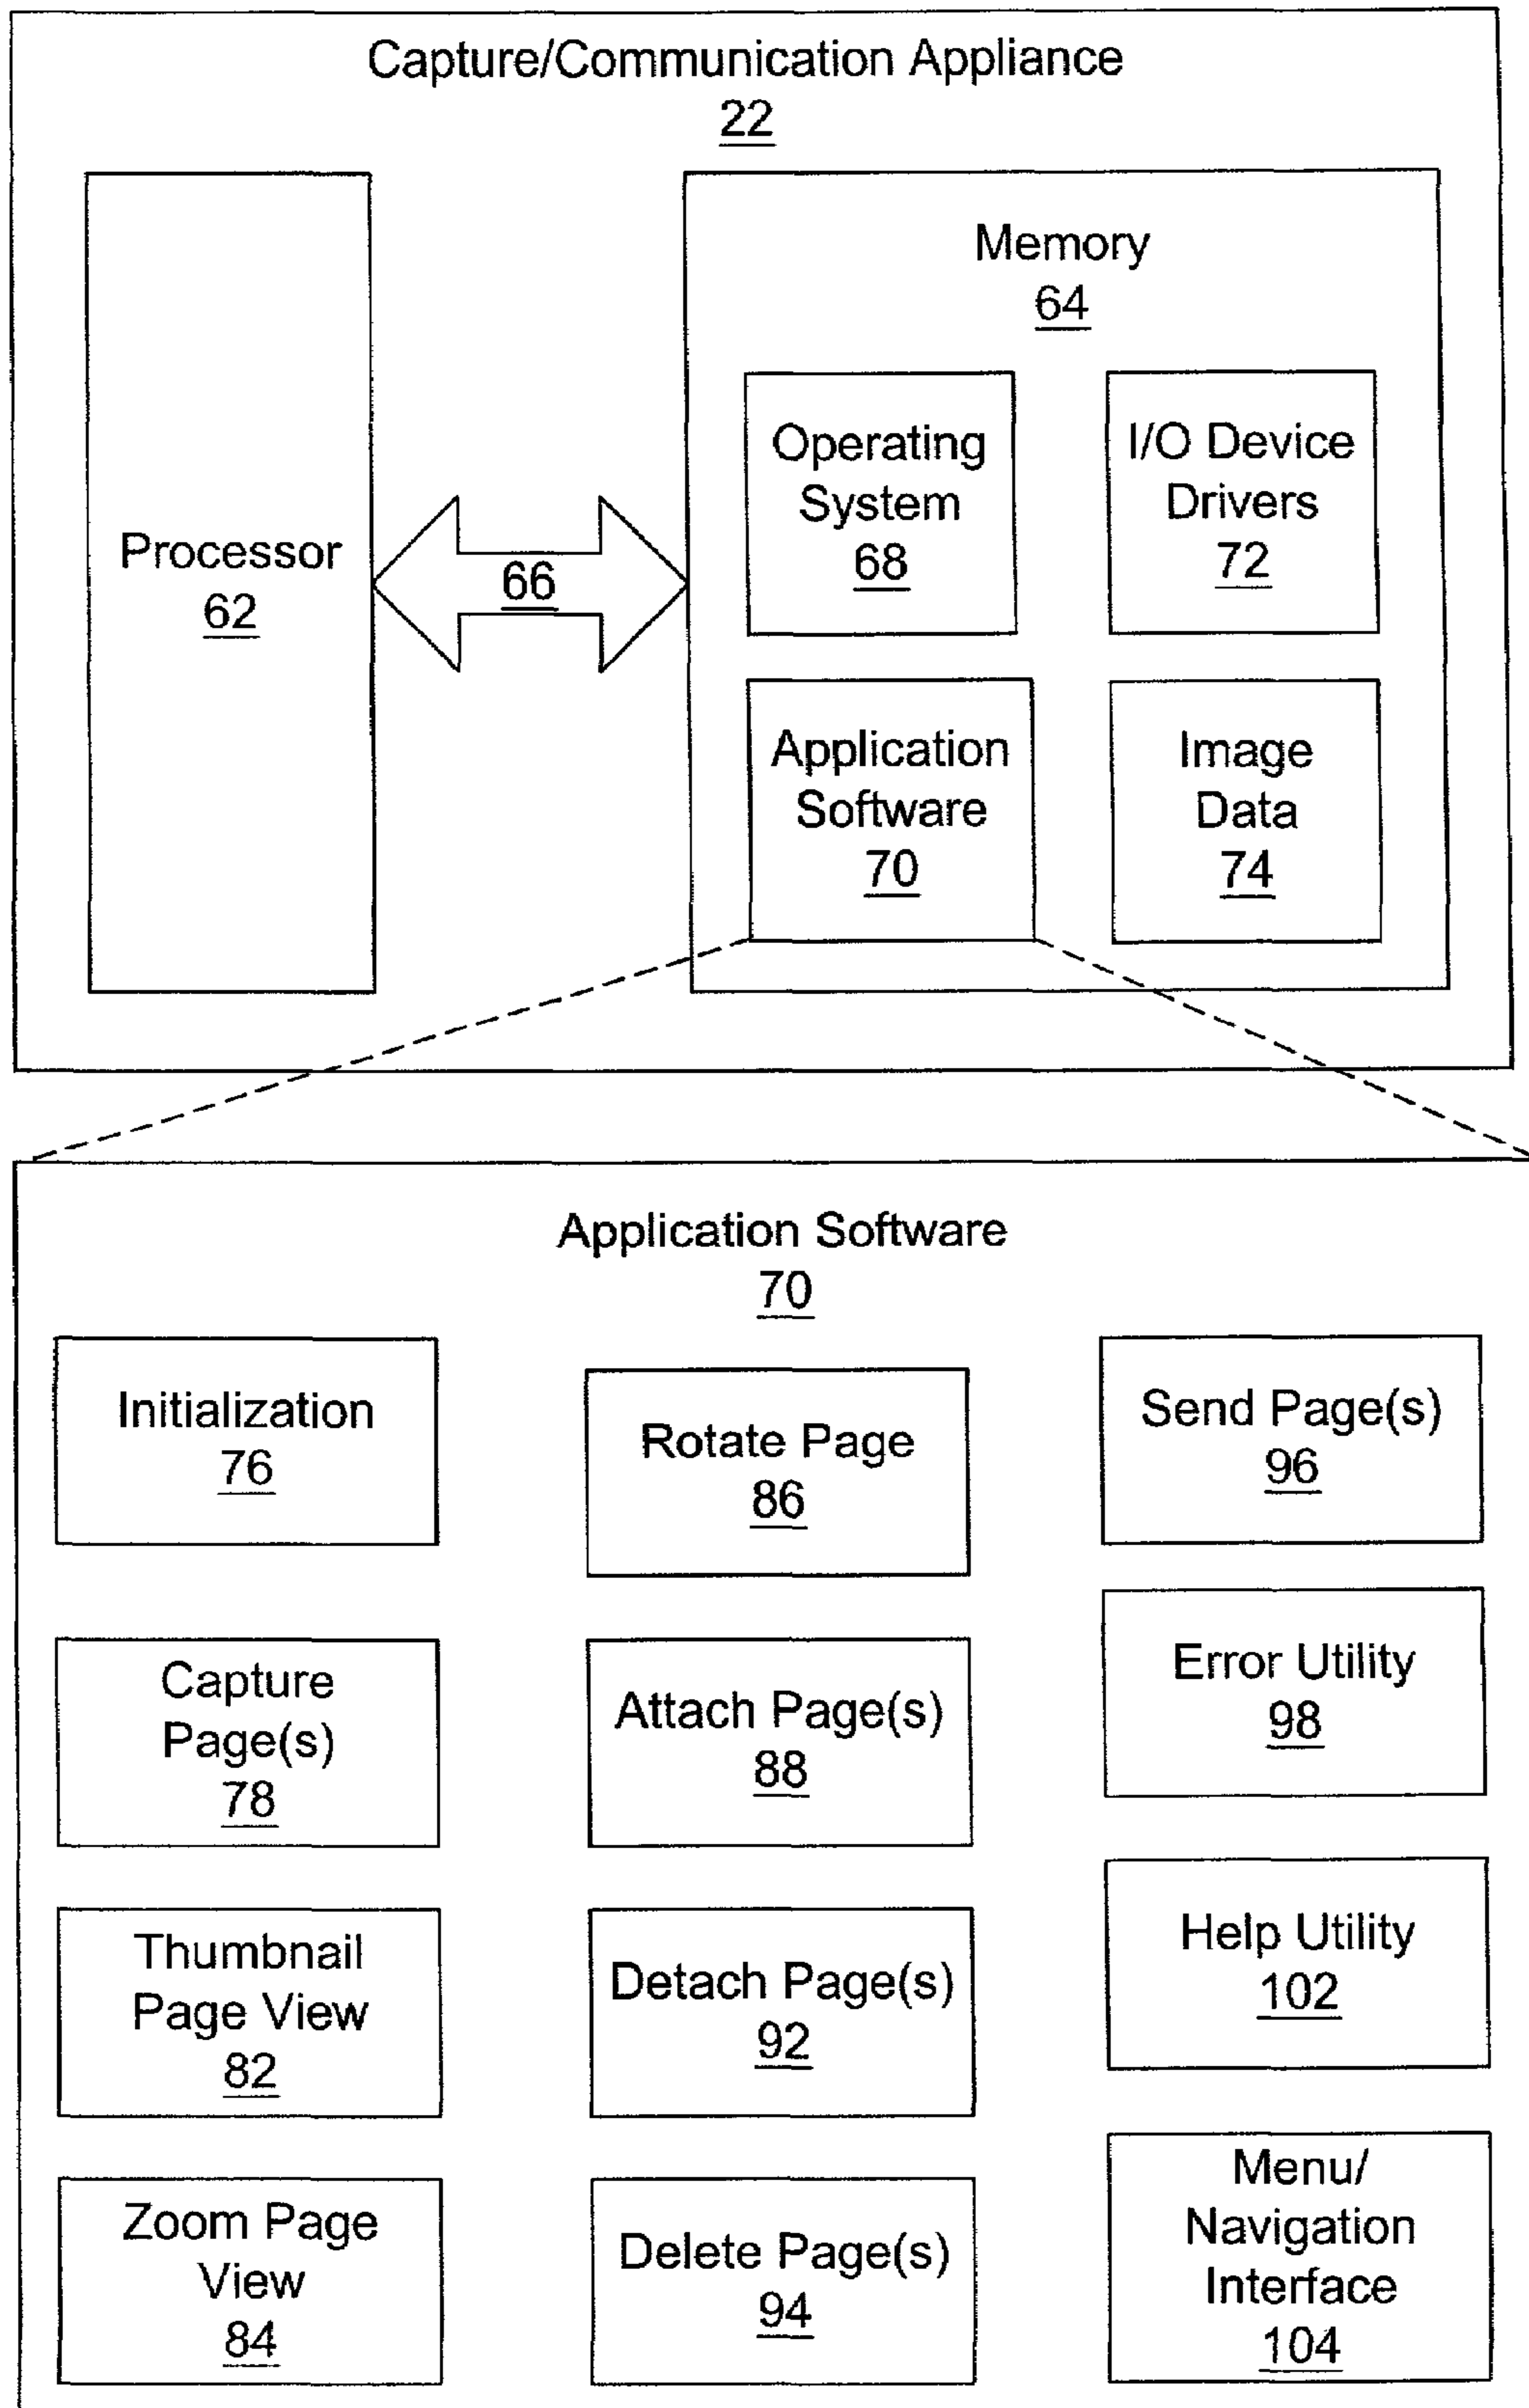 Capture/Communication Appliance
22
Processor
62
66
Memory
64
Operating
System
68
I/O Device
Drivers
72
Application
Software
70
Image
Data
74
Application Software
70
Initialization
76
Capture
Page(s)
78
Thumbnail
Page View
82
Zoom Page
View
84
Rotate Page
86
Attach Page(s)
88
Detach Page(s)
92
Delete Page(s)
94
Send Page(s)
96
Error Utility
98
Help Utility
102
Menu/
Navigation
Interface
104